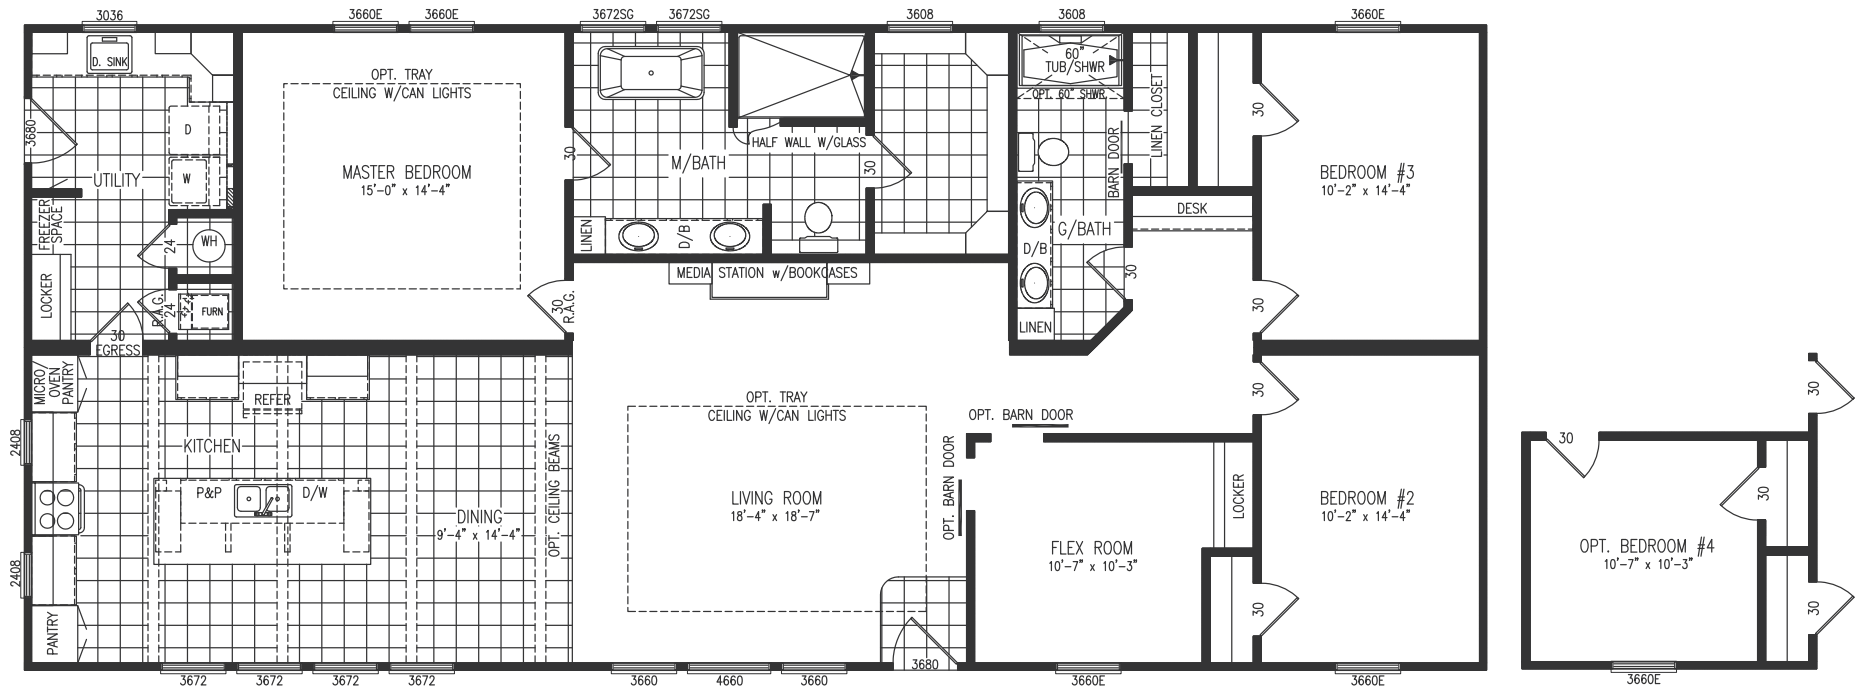 3036
3660E
3660E
3672SG
3672SG
3608
3608
3660E
D. SINK
OPT. TRAY
CEILING W/CAN LIGHTS
60"
TUB/SHWR
OPT. 60" SHWR
3680
D
W
UTILITY
MASTER BEDROOM
15'-0" x 14'-4"
30
M/BATH
HALF WALL W/GLASS
30
BARN DOOR
LINEN CLOSET
30
BEDROOM #3
10'-2" x 14'-4"
FREEZER
SPACE
24
WH
LINEN
D/B
D/B
G/BATH
DESK
LOCKER
R.A.G.
24
FURN
30
R.A.G.
MEDIA STATION w/BOOKCASES
30
30
LINEN
30
EGRESS
MICRO/
OVEN
PANTRY
REFER
OPT. TRAY
CEILING W/CAN LIGHTS
OPT. BARN DOOR
30
30
2408
KITCHEN
P&P
D/W
DINING
9'-4" x 14'-4"
OPT. CEILING BEAMS
LIVING ROOM
18'-4" x 18'-7"
OPT. BARN DOOR
LOCKER
BEDROOM #2
10'-2" x 14'-4"
FLEX ROOM
10'-7" x 10'-3"
30
30
30
OPT. BEDROOM #4
10'-7" x 10'-3"
30
2408
PANTRY
3680
3672
3672
3672
3672
3660
4660
3660
3660E
3660E
3660E